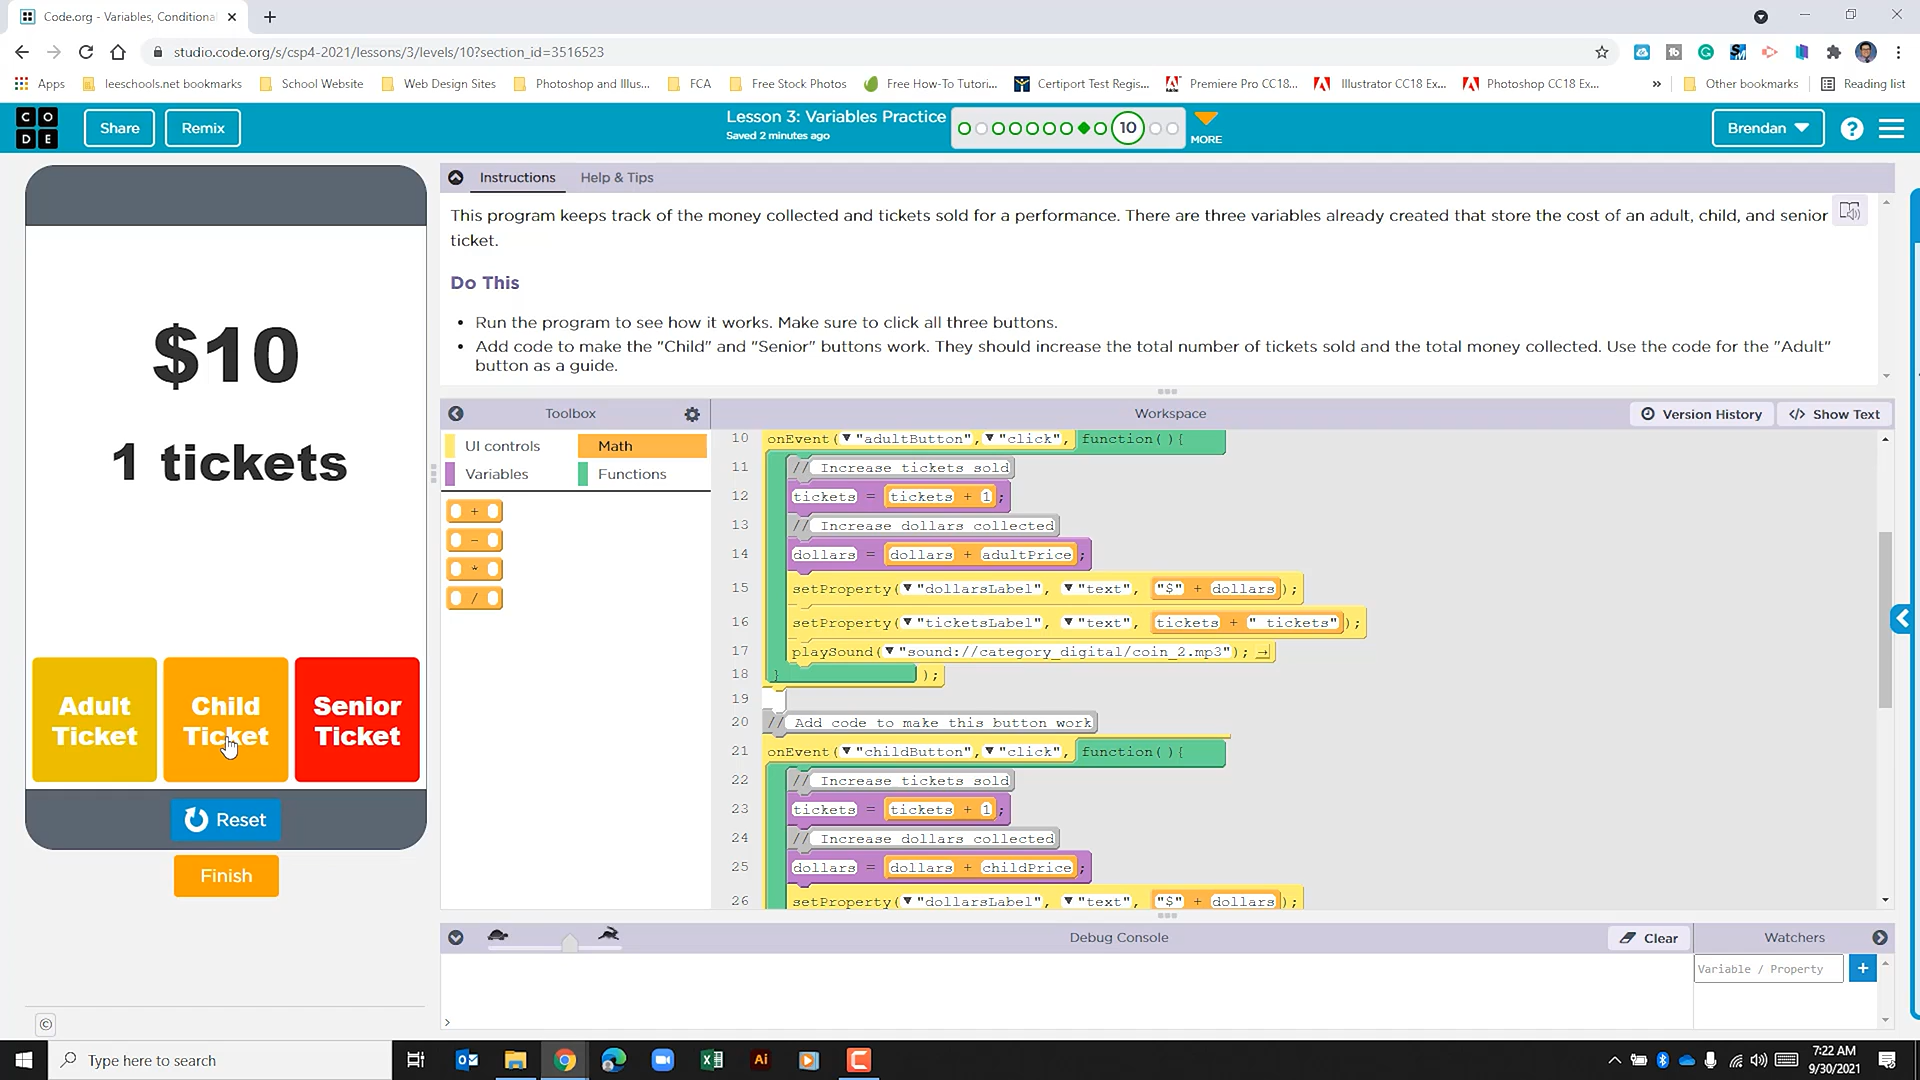 Code.org - Variables, Conditiona
studio.code.org/s/csp4-2021/lessons/3/levels/10?section_id=3516523
Apps
leeschools.net bookmarks
School Website
Web Design Sites
Photoshop and Illus...
FCA
Free Stock Photos
Free How-To Tutori...
Certiport Test Regis...
Premiere Pro CC18...
Illustrator CC18 Ex...
Photoshop CC18 Ex...
»
Other bookmarks
Reading list
C O
D E
Share
Remix
Lesson 3: Variables Practice
Saved 2 minutes ago
10
MORE
Brendan
?
Instructions
Help & Tips
This program keeps track of the money collected and tickets sold for a performance. There are three variables already created that store the cost of an adult, child, and senior
ticket.
Do This
• Run the program to see how it works. Make sure to click all three buttons.
• Add code to make the "Child" and "Senior" buttons work. They should increase the total number of tickets sold and the total money collected. Use the code for the "Adult"
button as a guide.
$10
1 tickets
Adult
Ticket
Child
Ticket
Senior
Ticket
Reset
Finish
©
Toolbox
UI controls
Math
Variables
Functions
+
-
*
/
Workspace
Version History
</> Show Text
10 onEvent(▼"adultButton",▼"click", function(){
11 // Increase tickets sold
12 tickets = tickets + 1;
13 // Increase dollars collected
14 dollars = dollars + adultPrice;
15 setProperty(▼"dollarsLabel", ▼"text", "$" + dollars);
16 setProperty(▼"ticketsLabel", ▼"text", tickets + " tickets");
17 playSound(▼"sound://category_digital/coin_2.mp3"); →
18 } );
19
20 // Add code to make this button work
21 onEvent(▼"childButton",▼"click", function(){
22 // Increase tickets sold
23 tickets = tickets + 1;
24 // Increase dollars collected
25 dollars = dollars + childPrice;
26 setProperty(▼"dollarsLabel", ▼"text", "$" + dollars);
Debug Console
Clear
Watchers
Variable / Property
+
>
Type here to search
Ai
7:22 AM
9/30/2021